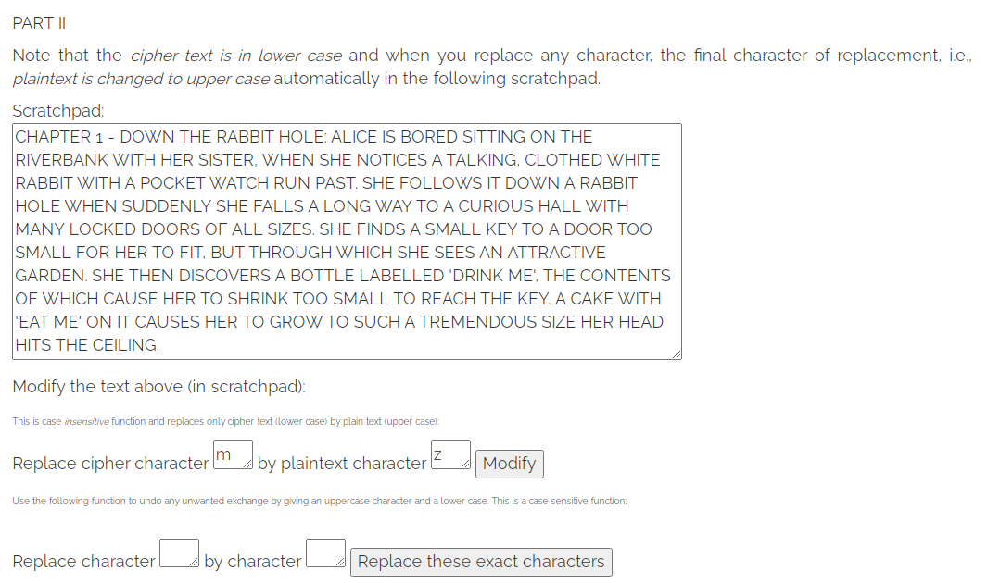 PART II
Note that the cipher text is in lower case and when you replace any character, the final character of replacement, i.e.,
plaintext is changed to upper case automatically in the following scratchpad.
Scratchpad:
CHAPTER 1 - DOWN THE RABBIT HOLE: ALICE IS BORED SITTING ON THE
RIVERBANK WITH HER SISTER, WHEN SHE NOTICES A TALKING, CLOTHED WHITE
RABBIT WITH A POCKET WATCH RUN PAST. SHE FOLLOWS IT DOWN A RABBIT
HOLE WHEN SUDDENLY SHE FALLS A LONG WAY TO A CURIOUS HALL WITH
MANY LOCKED DOORS OF ALL SIZES. SHE FINDS A SMALL KEY TO A DOOR TOO
SMALL FOR HER TO FIT, BUT THROUGH WHICH SHE SEES AN ATTRACTIVE
GARDEN. SHE THEN DISCOVERS A BOTTLE LABELLED 'DRINK ME', THE CONTENTS
OF WHICH CAUSE HER TO SHRINK TOO SMALL TO REACH THE KEY. A CAKE WITH
'EAT ME' ON IT CAUSES HER TO GROW TO SUCH A TREMENDOUS SIZE HER HEAD
HITS THE CEILING.
Modify the text above (in scratchpad):
This is case insensitive function and replaces only cipher text (lower case) by plain text (upper case):
Replace cipher character m by plaintext character z Modify
Use the following function to undo any unwanted exchange by giving an uppercase character and a lower case. This is a case sensitive function:
Replace character by character Replace these exact characters